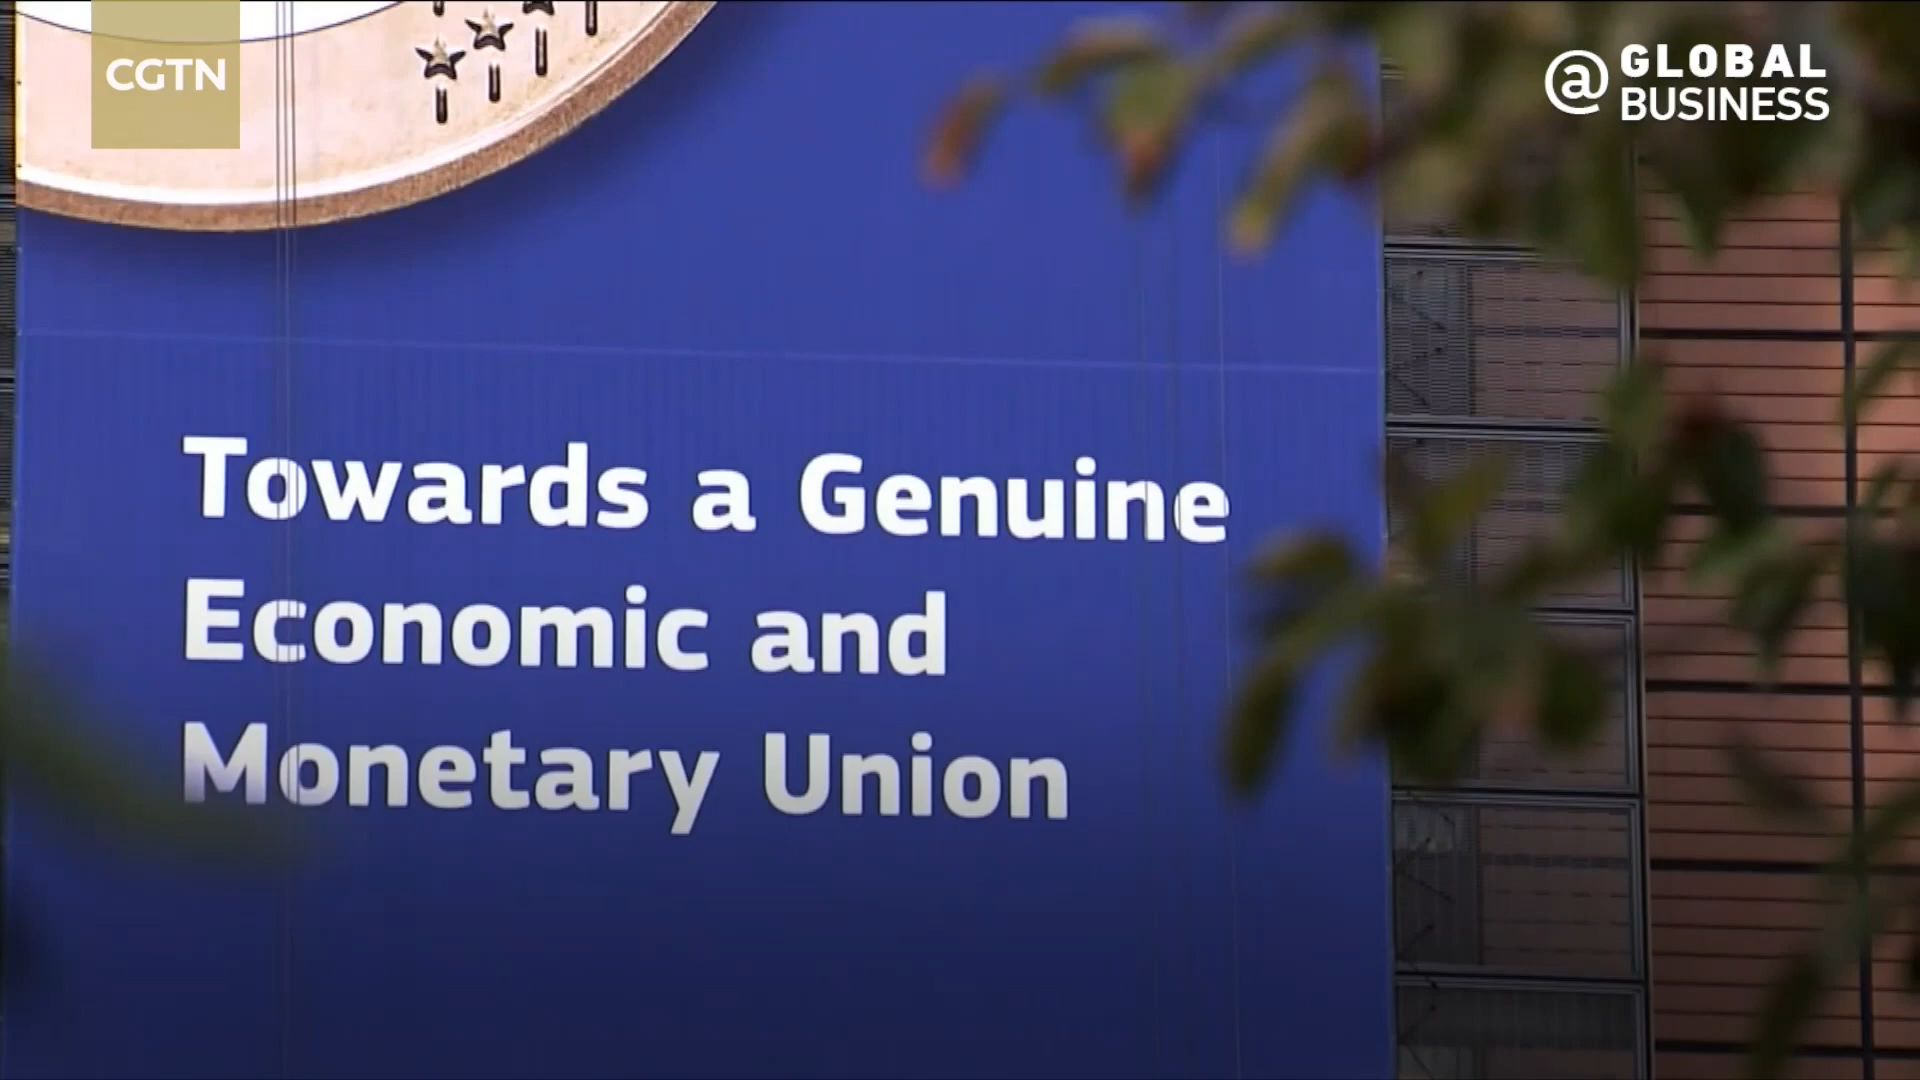 CGTN
@GLOBAL
BUSINESS
Towards a Genuine
Economic and
Monetary Union